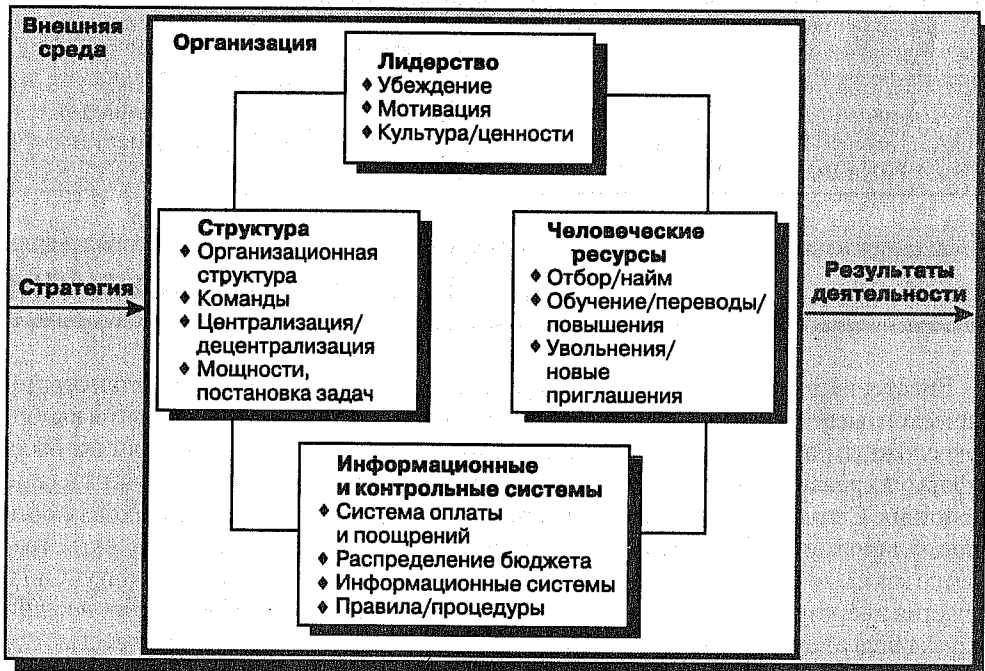 Внешняя
среда
Организация
Лидерство
♦ Убеждение
♦ Мотивация
♦ Культура/ценности
Структура
♦ Организационная
структура
♦ Команды
♦ Централизация/
децентрализация
♦ Мощности,
постановка задач
Человеческие
ресурсы
♦ Отбор/найм
♦ Обучение/переводы/
повышения
♦ Увольнения/
новые
приглашения
Стратегия
Результаты
деятельности
Информационные
и контрольные системы
♦ Система оплаты
и поощрений
♦ Распределение бюджета
♦ Информационные системы
♦ Правила/процедуры